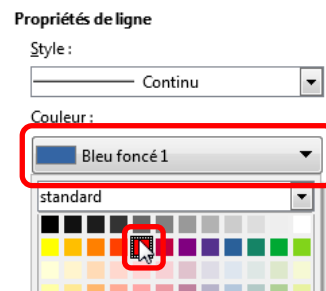 Propriétés de ligne
Style :
Continu
Couleur :
Bleu foncé 1
standard